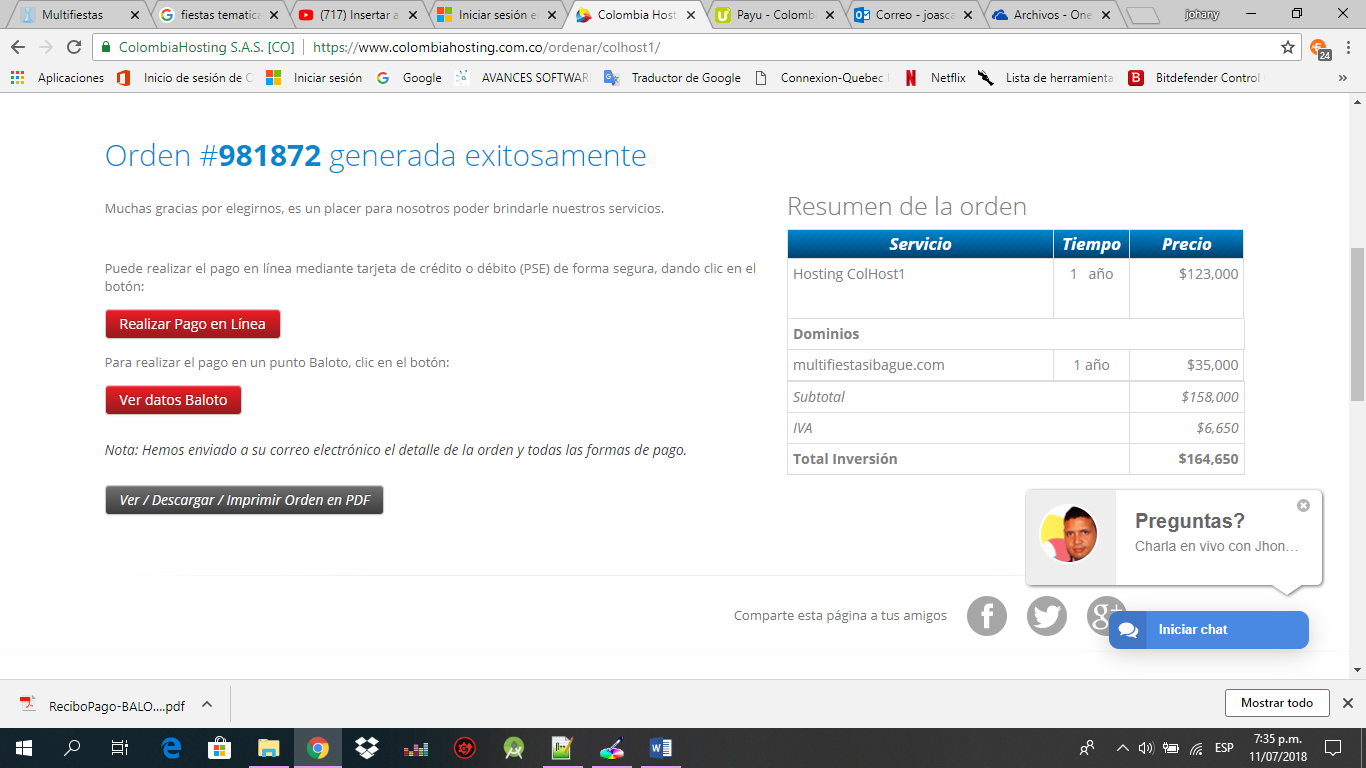 Multifiestas
fiestas tematica
(717) Insertar a
Iniciar sesión e
Colombia Host
Payu - Colomb
Correo - joasca
Archivos - One
johany
ColombiaHosting S.A.S. [CO]
https://www.colombiahosting.com.co/ordenar/colhost1/
24
Aplicaciones
Inicio de sesión de C
Iniciar sesión
Google
AVANCES SOFTWAR
Traductor de Google
Connexion-Quebec
Netflix
Lista de herramienta
Bitdefender Control
»
Orden #981872 generada exitosamente
Muchas gracias por elegirnos, es un placer para nosotros poder brindarle nuestros servicios.
Puede realizar el pago en línea mediante tarjeta de crédito o débito (PSE) de forma segura, dando clic en el
botón:
Realizar Pago en Línea
Para realizar el pago en un punto Baloto, clic en el botón:
Ver datos Baloto
Nota: Hemos enviado a su correo electrónico el detalle de la orden y todas las formas de pago.
Ver / Descargar / Imprimir Orden en PDF
Resumen de la orden
Servicio Tiempo Precio
Hosting ColHost1 1 año $123,000
Dominios
multifiestasibague.com 1 año $35,000
Subtotal $158,000
IVA $6,650
Total Inversión $164,650
Preguntas?
Charla en vivo con Jhon…
Comparte esta página a tus amigos
Iniciar chat
ReciboPago-BALO....pdf
Mostrar todo
ESP
7:35 p.m.
11/07/2018